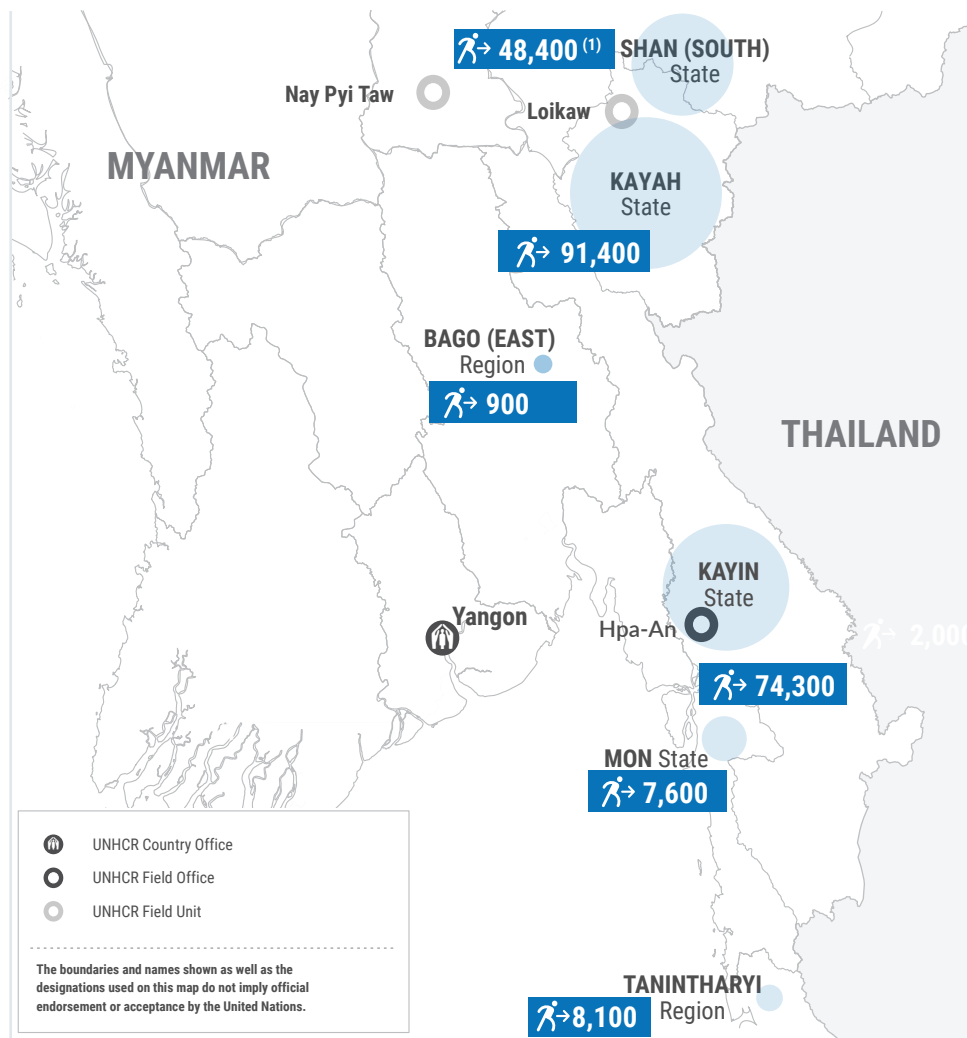 48,400 (1)
SHAN (SOUTH)
State
Nay Pyi Taw
Loikaw
MYANMAR
KAYAH
State
91,400
BAGO (EAST)
Region
900
THAILAND
KAYIN
State
Yangon
Hpa-An
2,000
74,300
MON State
7,600
UNHCR Country Office
UNHCR Field Office
UNHCR Field Unit
The boundaries and names shown as well as the
designations used on this map do not imply official
endorsement or acceptance by the United Nations.
TANINTHARYI
Region
8,100